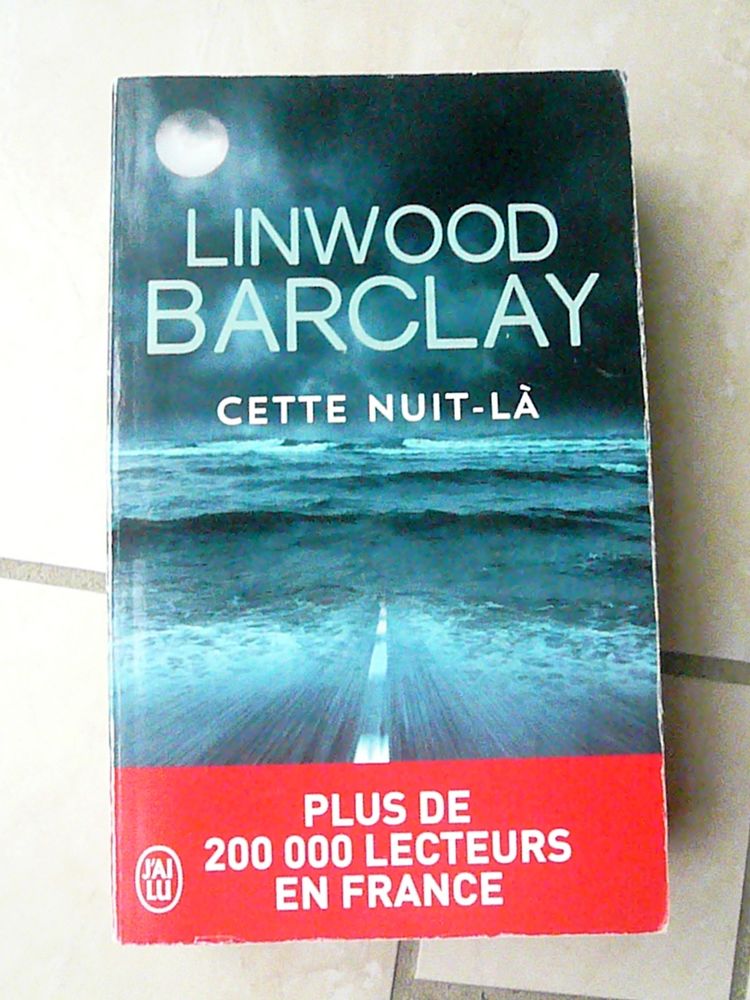 LINWOOD
BARCLAY
CETTE NUIT-LÀ
PLUS DE
200 000 LECTEURS
EN FRANCE
J'AI
LU